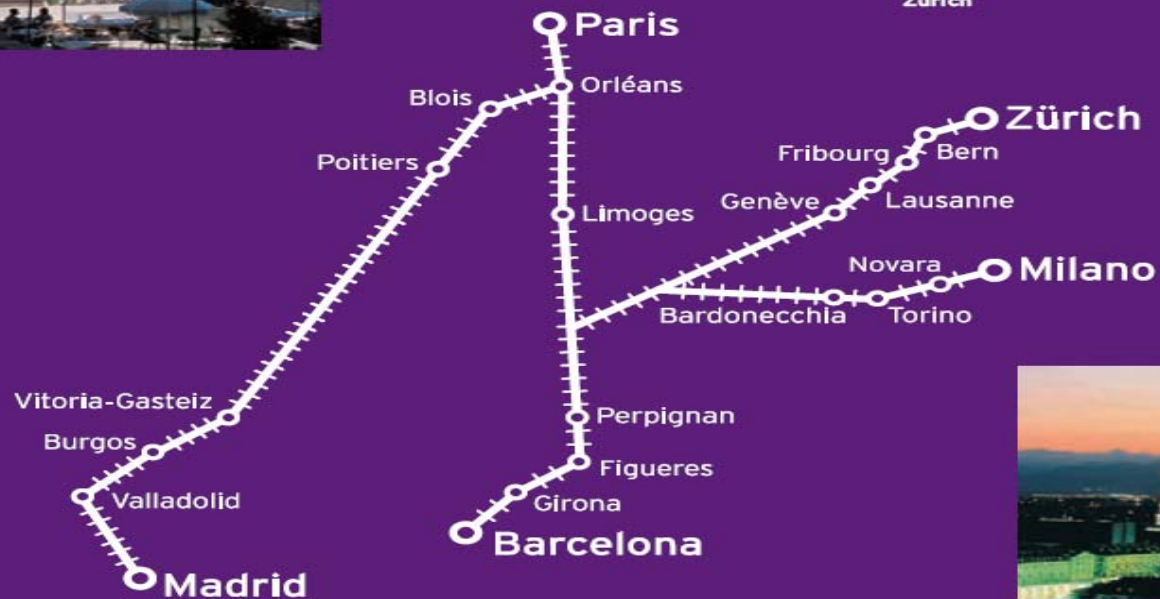 Zürich
Paris
Orléans
Blois
Zürich
Bern
Fribourg
Poitiers
Genève
Lausanne
Limoges
Novara
Milano
Bardonecchia
Torino
Vitoria-Gasteiz
Perpignan
Burgos
Figueres
Valladolid
Girona
Barcelona
Madrid